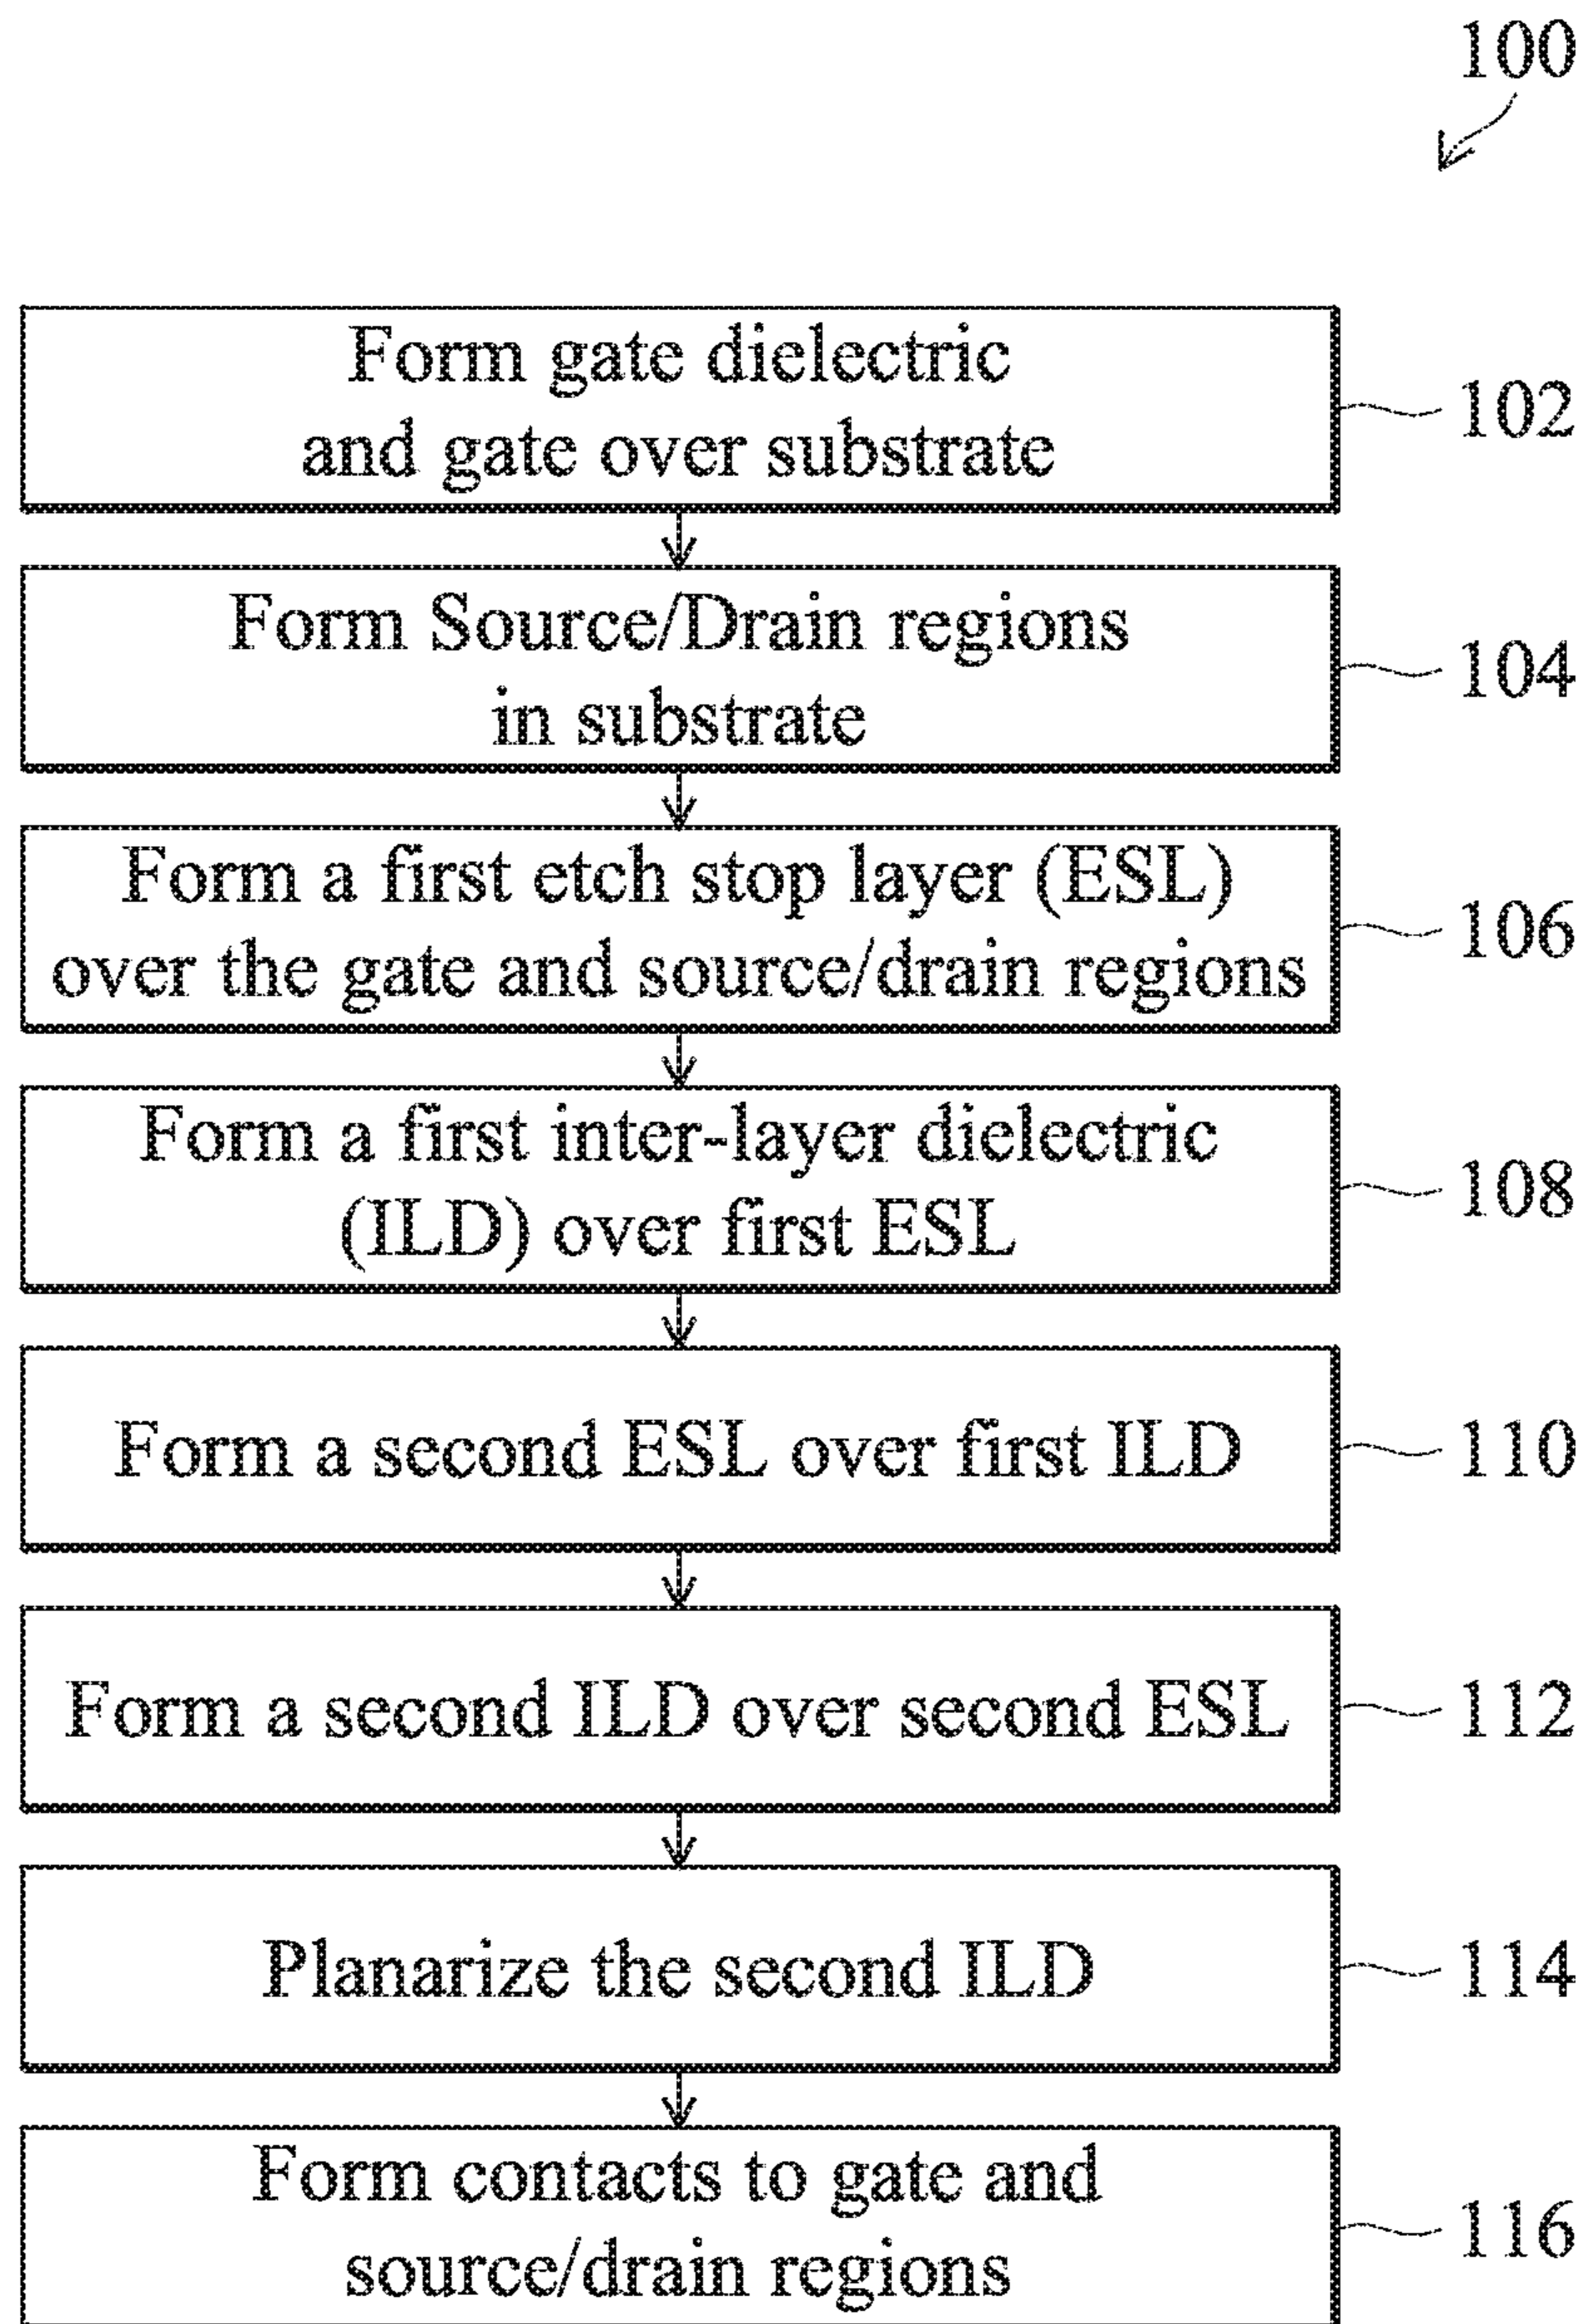 100
Form gate dielectric
and gate over substrate
102
Form Source/Drain regions
in substrate
104
Form a first etch stop layer (ESL)
over the gate and source/drain regions
106
Form a first inter-layer dielectric
(ILD) over first ESL
108
Form a second ESL over first ILD
110
Form a second ILD over second ESL
112
Planarize the second ILD
114
Form contacts to gate and
source/drain regions
116